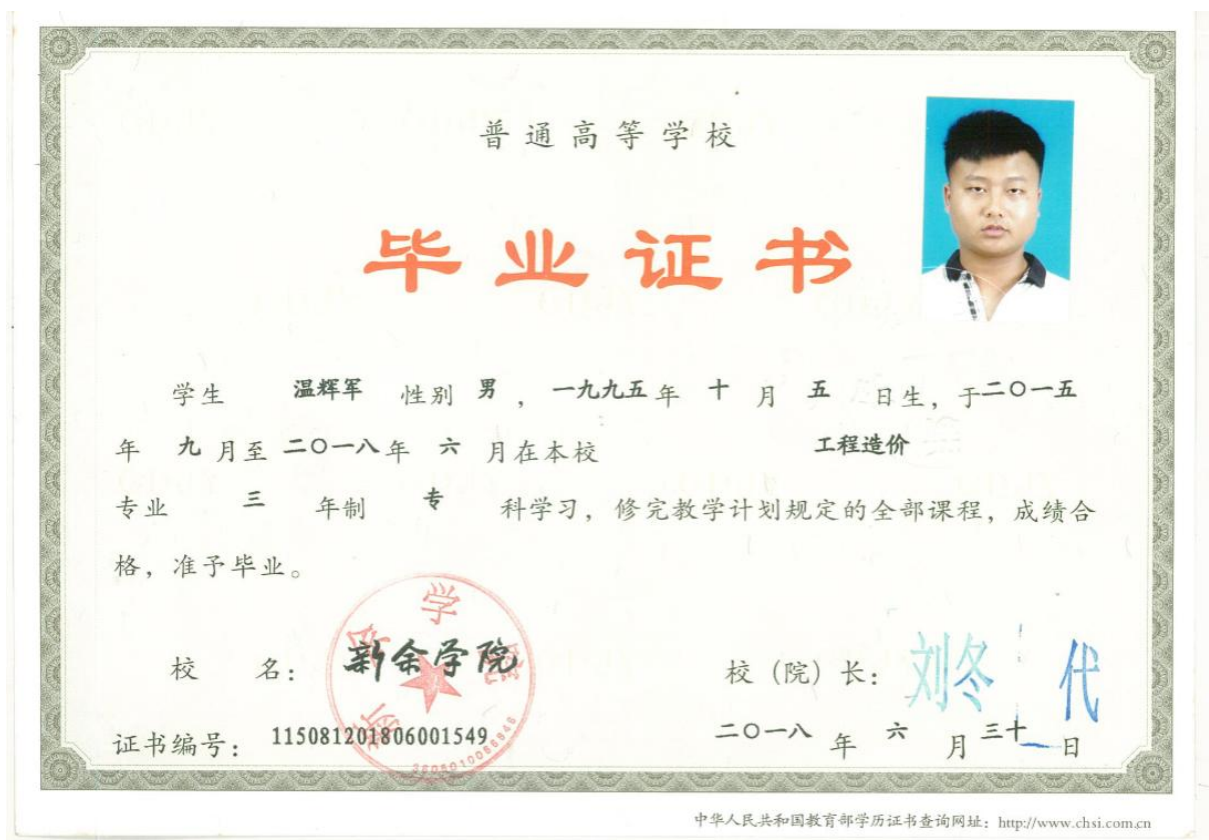 普通高等学校
毕业证书
学生 温辉军 性别 男 , 一九九五年 十 月 五 日生, 于二〇一五
年 九 月至 二〇一八年 六 月在本校 工程造价
专业 三 年制 专 科学习, 修完教学计划规定的全部课程, 成绩合
格, 准予毕业。
新余学院
校 名: 新余学院 校 (院) 长: 刘冬 代
证书编号: 115081201806001549 二〇一八 年 六 月 三十 日
中华人民共和国教育部学历证书查询网址: http://www.chsi.com.cn